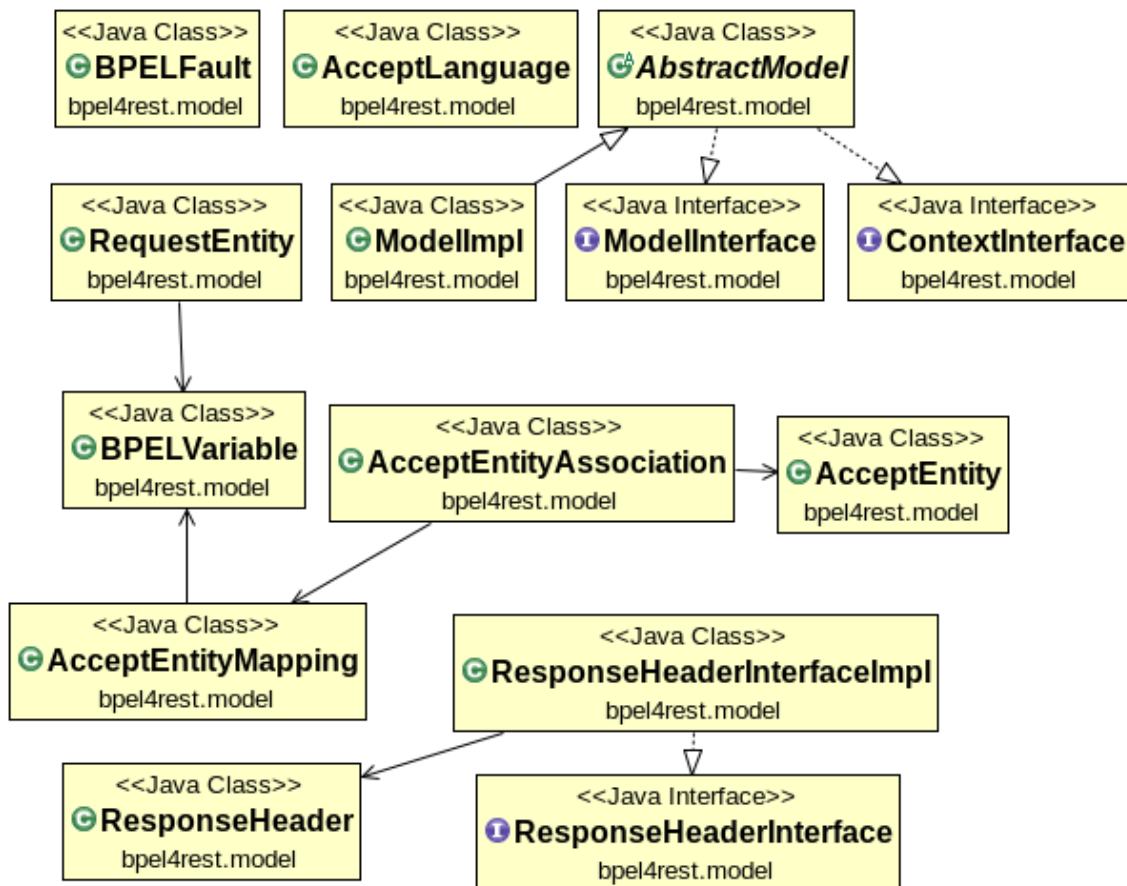 <<Java Class>>
BPELFault
bpel4rest.model
<<Java Class>>
AcceptLanguage
bpel4rest.model
<<Java Class>>
AbstractModel
bpel4rest.model
<<Java Class>>
RequestEntity
bpel4rest.model
<<Java Class>>
ModelImpl
bpel4rest.model
<<Java Interface>>
ModelInterface
bpel4rest.model
<<Java Interface>>
ContextInterface
bpel4rest.model
<<Java Class>>
BPELVariable
bpel4rest.model
<<Java Class>>
AcceptEntityAssociation
bpel4rest.model
<<Java Class>>
AcceptEntity
bpel4rest.model
<<Java Class>>
AcceptEntityMapping
bpel4rest.model
<<Java Class>>
ResponseHeaderInterfaceImpl
bpel4rest.model
<<Java Class>>
ResponseHeader
bpel4rest.model
<<Java Interface>>
ResponseHeaderInterface
bpel4rest.model